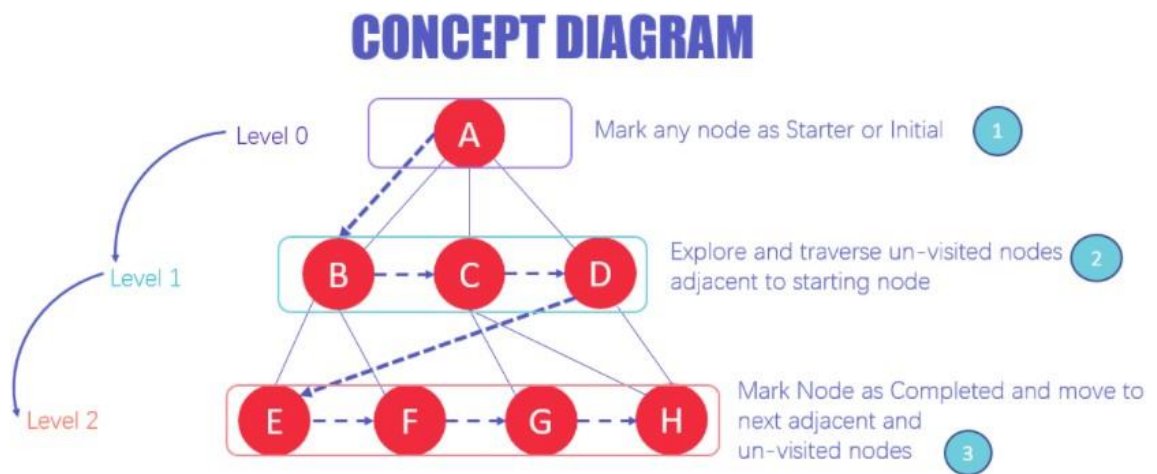 CONCEPT DIAGRAM
Level 0
A
Mark any node as Starter or Initial
1
Level 1
B
C
D
Explore and traverse un-visited nodes
adjacent to starting node
2
Level 2
E
F
G
H
Mark Node as Completed and move to
next adjacent and
un-visited nodes
3